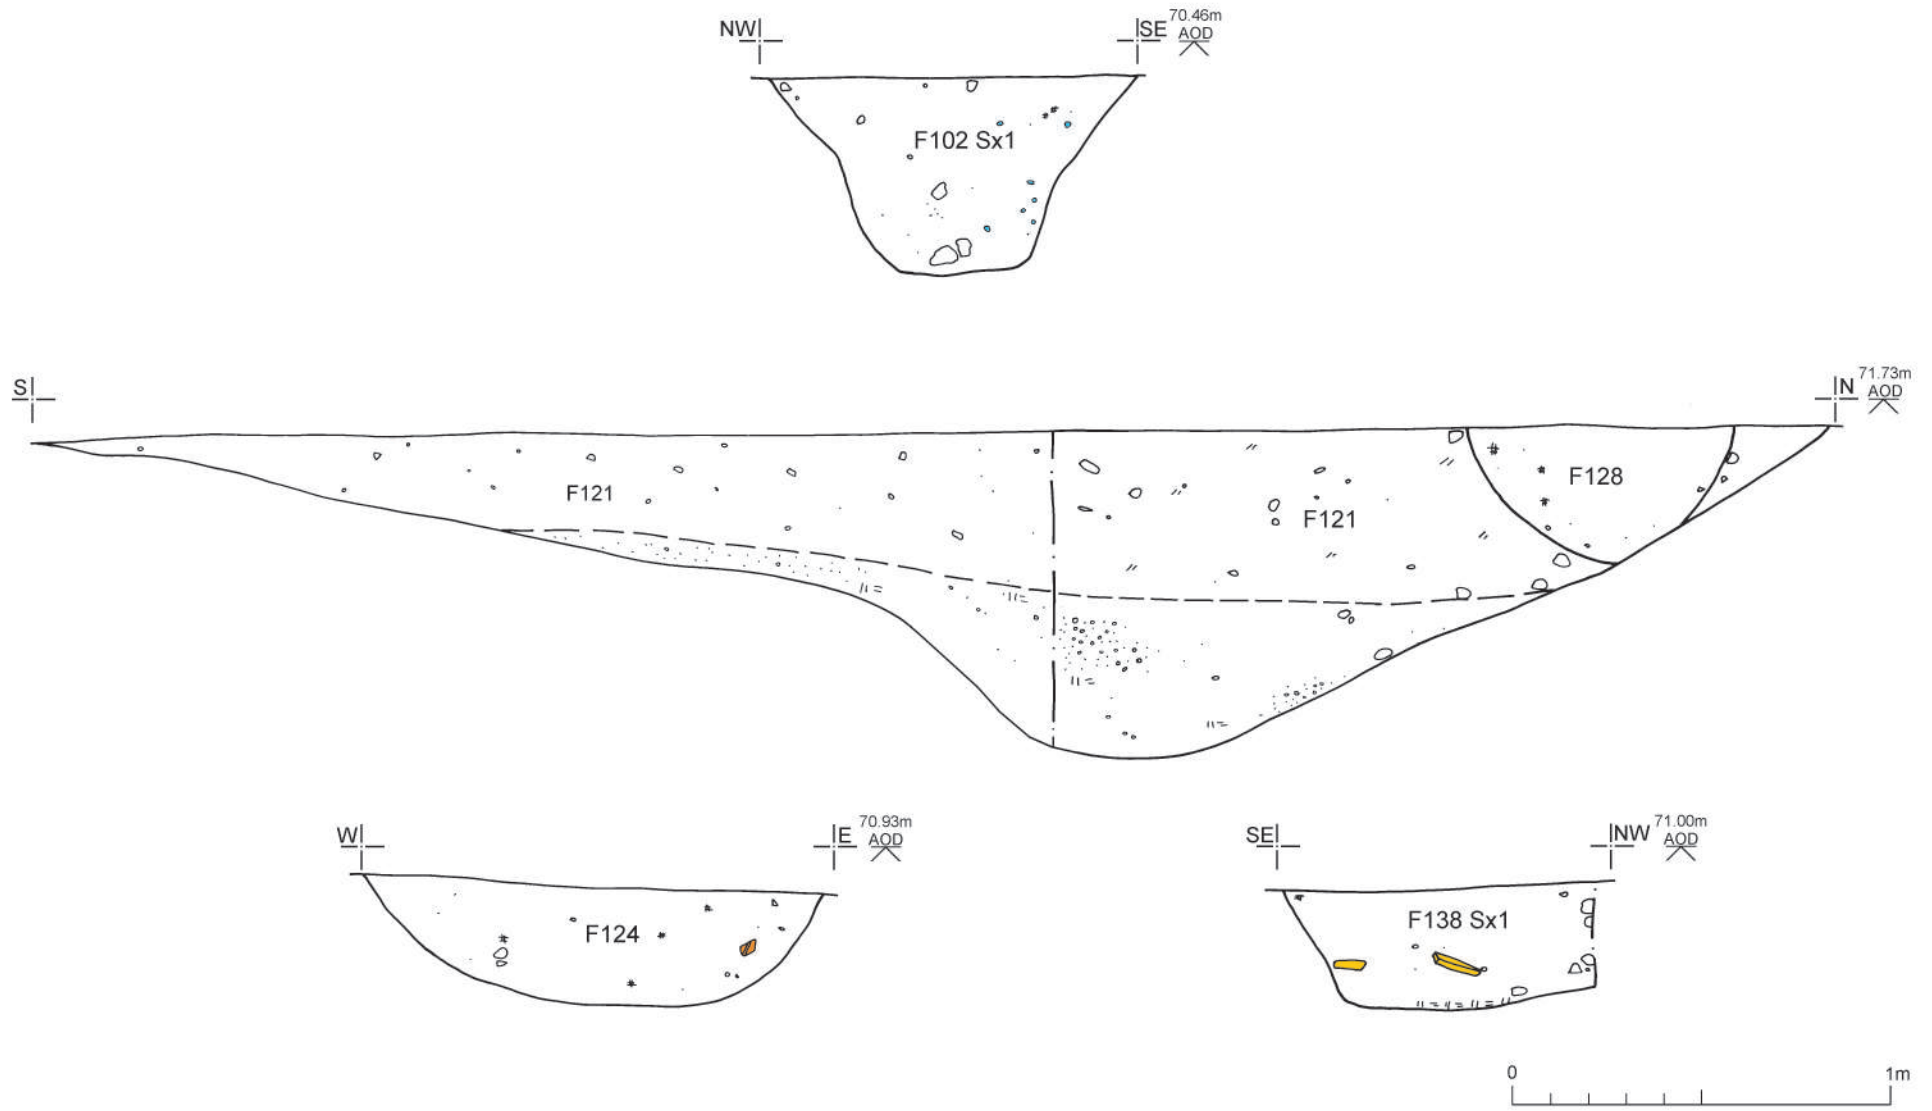 NW
SE
70.46m
AOD
F102 Sx1
S
N
71.73m
AOD
F121
F121
F128
W
E
70.93m
AOD
F124
SE
NW
71.00m
AOD
F138 Sx1
0
1m